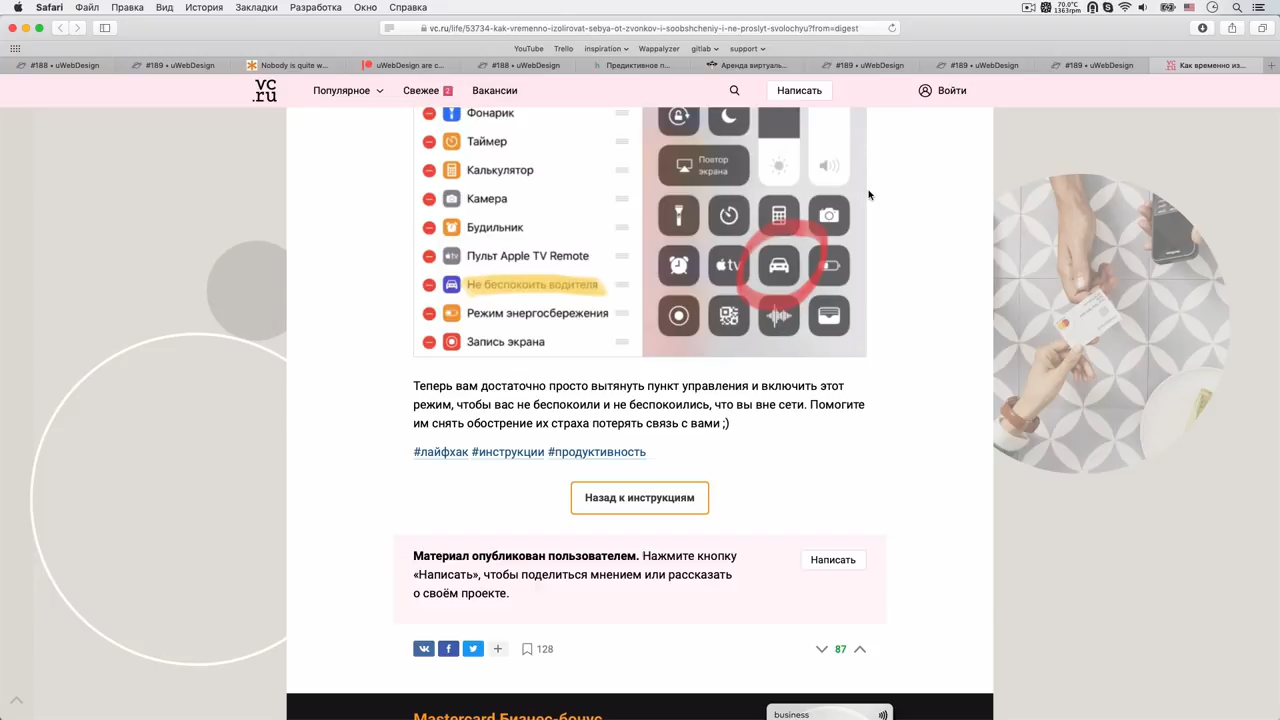 Safari Файл Правка Вид История Закладки Разработка Окно Справка
70.0°C
1363rpm
vc.ru/life/53734-kak-vremenno-izolirovat-sebya-ot-zvonkov-i-soobshcheniy-i-ne-proslyt-svolochyu?from=digest
YouTube Trello inspiration Wappalyzer gitlab support
#188 • uWebDesign #189 • uWebDesign Nobody is quite w... uWebDesign are c... #188 • uWebDesign Предиктивное п... Аренда виртуаль... #189 • uWebDesign #189 • uWebDesign #189 • uWebDesign Как временно из...
vc
.ru
Популярное Свежее 2 Вакансии Написать Войти
Фонарик
Таймер
Калькулятор
Камера
Будильник
Пульт Apple TV Remote
Не беспокоить водителя
Режим энергосбережения
Запись экрана
Повтор
экрана
tv
Теперь вам достаточно просто вытянуть пункт управления и включить этот
режим, чтобы вас не беспокоили и не беспокоились, что вы вне сети. Помогите
им снять обострение их страха потерять связь с вами ;)
#лайфхак #инструкции #продуктивность
Назад к инструкциям
Материал опубликован пользователем. Нажмите кнопку
«Написать», чтобы поделиться мнением или рассказать
о своём проекте.
Написать
128
87
Mastercard Бизнес-бонус
business